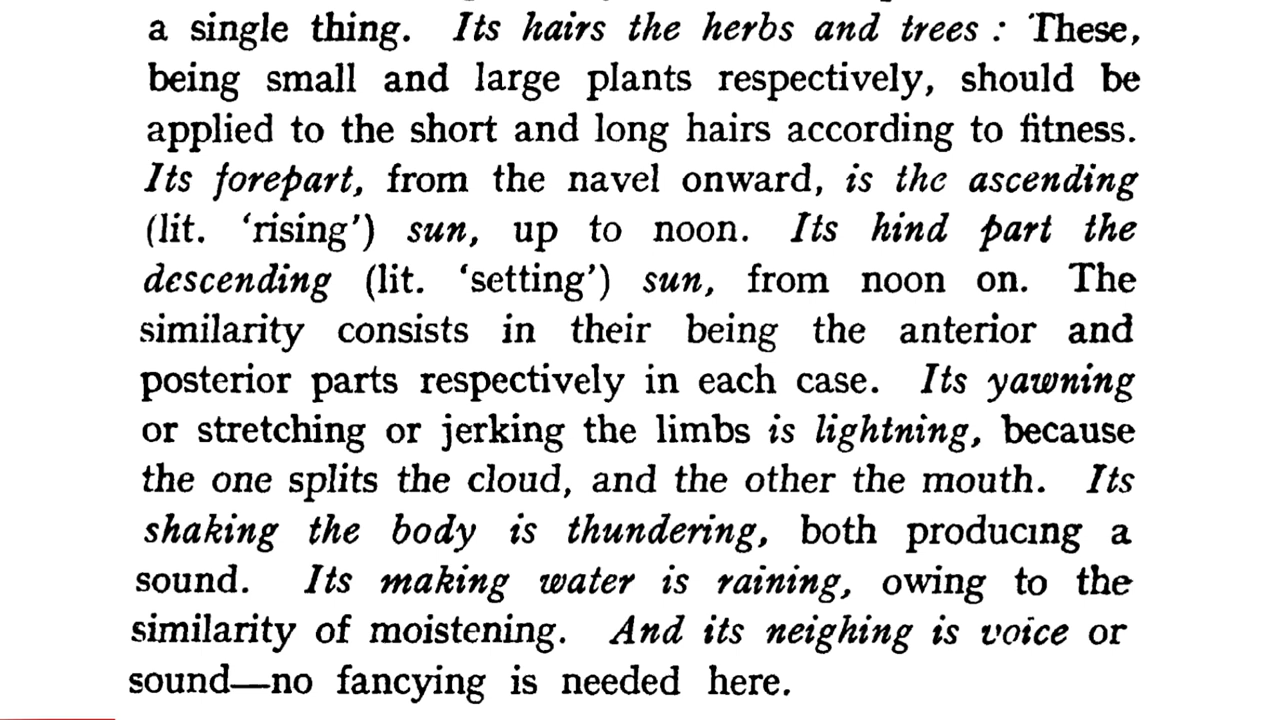 a single thing. Its hairs the herbs and trees : These,
being small and large plants respectively, should be
applied to the short and long hairs according to fitness.
Its forepart, from the navel onward, is the ascending
(lit. ‘rising’) sun, up to noon. Its hind part the
descending (lit. ‘setting’) sun, from noon on. The
similarity consists in their being the anterior and
posterior parts respectively in each case. Its yawning
or stretching or jerking the limbs is lightning, because
the one splits the cloud, and the other the mouth. Its
shaking the body is thundering, both producing a
sound. Its making water is raining, owing to the
similarity of moistening. And its neighing is voice or
sound—no fancying is needed here.